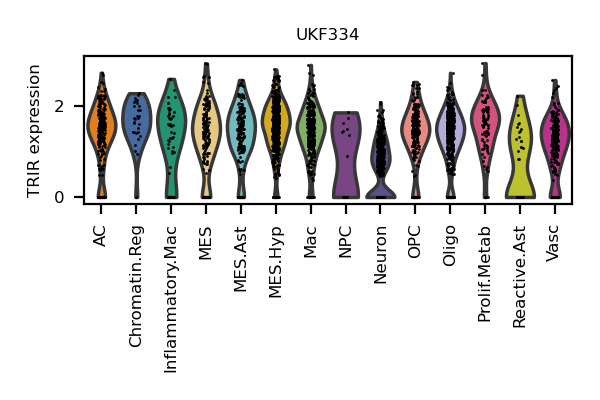 UKF334
TRIR expression
2
0
AC
Chromatin.Reg
Inflammatory.Mac
MES
MES.Ast
MES.Hyp
Mac
NPC
Neuron
OPC
Oligo
Prolif.Metab
Reactive.Ast
Vasc